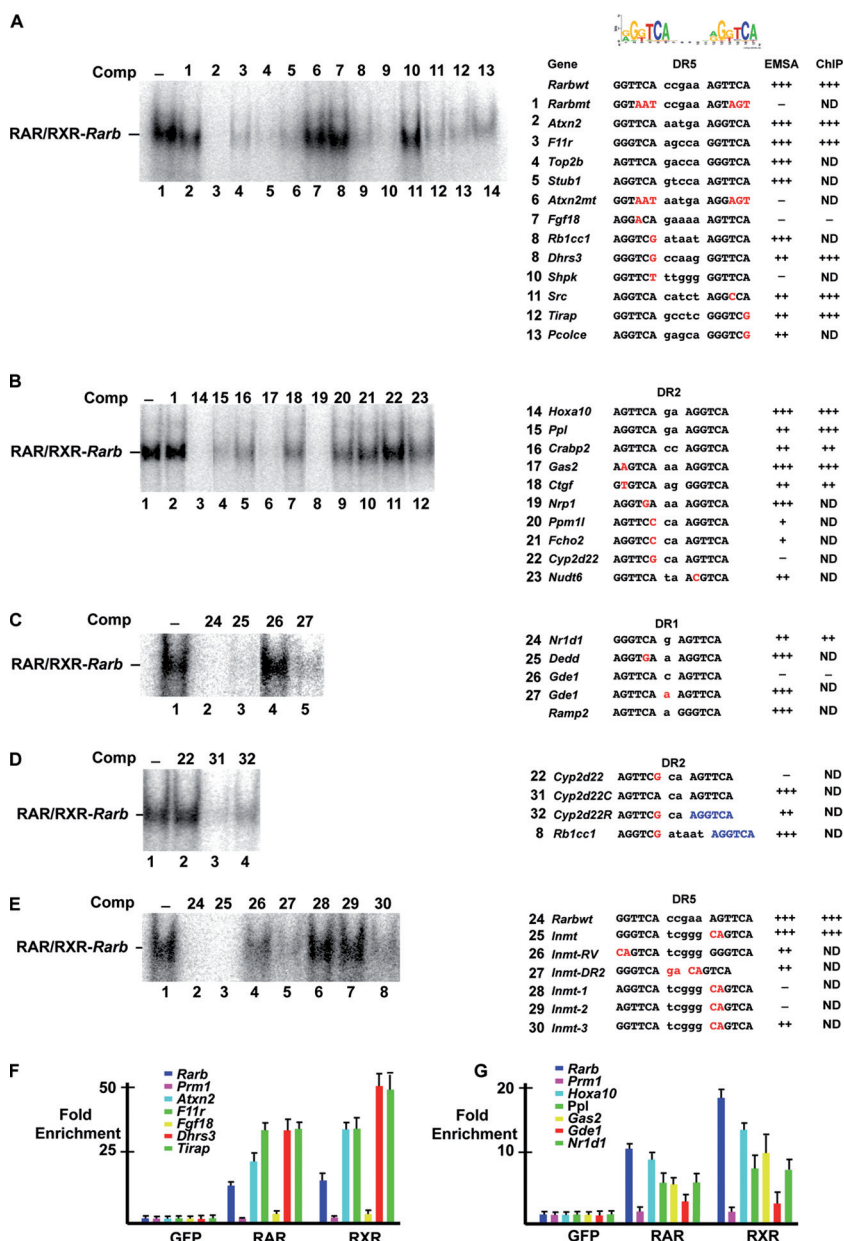 A
Comp – 1 2 3 4 5 6 7 8 9 10 11 12 13
RAR/RXR-Rarb –
1 2 3 4 5 6 7 8 9 10 11 12 13 14
GGTCA GGTCA
Gene DR5 EMSA ChIP
Rarbwt GGTTCA ccgaa AGTTCA +++ +++
1 Rarbmt GGTAAT ccgaa AGTAGT – ND
2 Atxn2 GGTTCA aatga AGGTCA +++ +++
3 F11r GGGTCA agcca GGTTCA +++ +++
4 Top2b AGTTCA gacca GGGTCA +++ ND
5 Stub1 AGGTCA gtcca AGTTCA +++ ND
6 Atxn2mt GGTAAT aatga AGGAGT – ND
7 Fgf18 AGGACA gaaaa AGTTCA – –
8 Rb1cc1 AGGTCG ataat AGGTCA +++ ND
8 Dhrs3 GGGTCG ccaag GGTTCA ++ +++
10 Shpk GGTTCT ttggg GGTTCA – ND
11 Src AGGTCA catct AGGCCA ++ +++
12 Tirap GGTTCA gcctc GGGTCG ++ +++
13 Pcolce AGGTCA gagca GGGTCG ++ ND
B
Comp – 1 14 15 16 17 18 19 20 21 22 23
RAR/RXR-Rarb –
1 2 3 4 5 6 7 8 9 10 11 12
DR2
14 Hoxa10 AGTTCA ga AGGTCA +++ +++
15 Ppl AGTTCA ga AGGTCA ++ +++
16 Crabp2 AGTTCA cc AGGTCA ++ ++
17 Gas2 AAGTCA aa AGGTCA +++ +++
18 Ctgf GTGTCA ag GGGTCA ++ ++
19 Nrp1 AGGTGA aa AGGTCA +++ ND
20 Ppm1l AGTTCC ca AGGTCA + ND
21 Fcho2 AGGTCC ca AGGTCA + ND
22 Cyp2d22 AGTTCG ca AGTTCA – ND
23 Nudt6 GGTTCA ta ACGTCA ++ ND
C
Comp – 24 25 26 27
RAR/RXR-Rarb –
1 2 3 4 5
DR1
24 Nr1d1 GGGTCA g AGTTCA ++ ++
25 Dedd AGGTGA a AGGTCA +++ ND
26 Gde1 AGTTCA c AGTTCA – –
27 Gde1 AGTTCA a AGTTCA +++ ND
Ramp2 AGTTCA a GGGTCA +++ ND
D
Comp – 22 31 32
RAR/RXR-Rarb –
1 2 3 4
DR2
22 Cyp2d22 AGTTCG ca AGTTCA – ND
31 Cyp2d22C AGTTCA ca AGTTCA +++ ND
32 Cyp2d22R AGTTCG ca AGGTCA ++ ND
8 Rb1cc1 AGGTCG ataat AGGTCA +++ ND
E
Comp – 24 25 26 27 28 29 30
RAR/RXR-Rarb –
1 2 3 4 5 6 7 8
DR5
24 Rarbwt GGTTCA ccgaa AGTTCA +++ +++
25 Inmt GGGTCA tcggg CAGTCA +++ +++
26 Inmt-RV CAGTCA tcggg GGGTCA ++ ND
27 Inmt-DR2 GGGTCA ga CAGTCA ++ ND
28 Inmt-1 AGGTCA tcggg CAGTCA – ND
29 Inmt-2 AGTTCA tcggg CAGTCA – ND
30 Inmt-3 GGTTCA tcggg CAGTCA ++ ND
F
50
25
Fold
Enrichment
Rarb
Prm1
Atxn2
F11r
Fgf18
Dhrs3
Tirap
GFP RAR RXR
G
20
10
Fold
Enrichment
Rarb
Prm1
Hoxa10
Ppl
Gas2
Gde1
Nr1d1
GFP RAR RXR